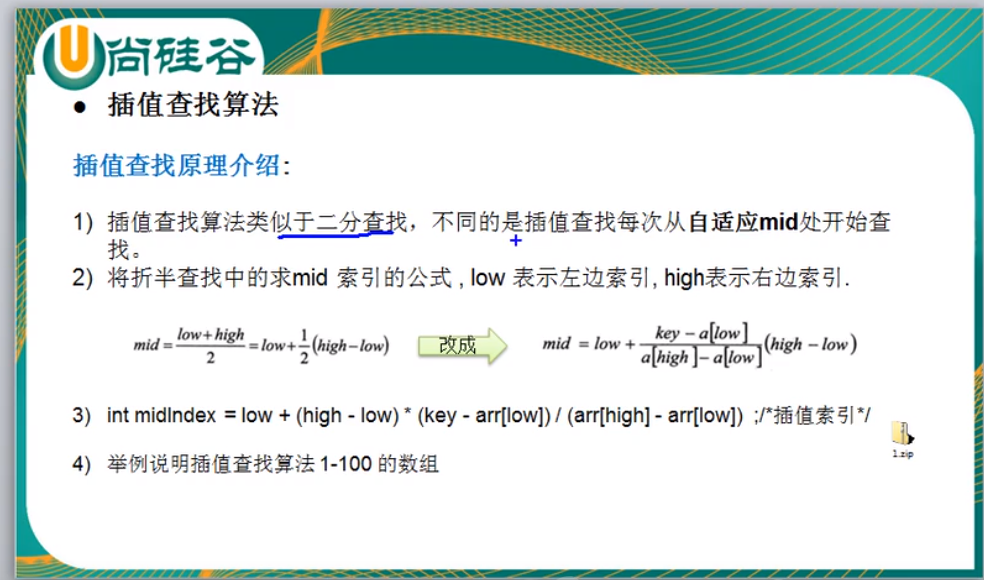 尚硅谷
● 插值查找算法
插值查找原理介绍:
1) 插值查找算法类似于二分查找，不同的是插值查找每次从自适应mid处开始查
找。
2) 将折半查找中的求mid 索引的公式 , low 表示左边索引, high表示右边索引.
mid = \frac{low+high}{2} = low + \frac{1}{2}(high-low) 改成 mid = low + \frac{key - a[low]}{a[high] - a[low]}(high - low)
3) int midIndex = low + (high - low) * (key - arr[low]) / (arr[high] - arr[low]) ;/*插值索引*/
1.zip
4) 举例说明插值查找算法 1-100 的数组